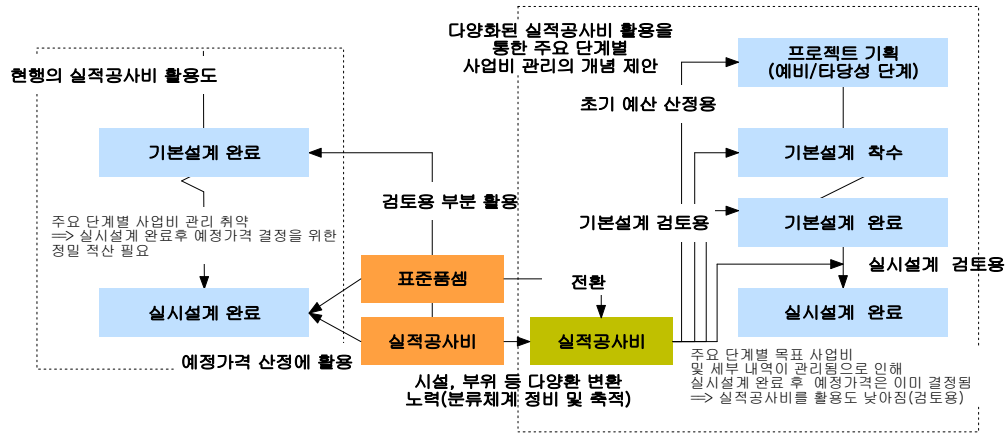 현행의 실적공사비 활용도
기본설계 완료
주요 단계별 사업비 관리 취약
==> 실시설계 완료후 예정가격 결정을 위한
정밀 적산 필요
실시설계 완료
예정가격 산정에 활용
검토용 부분 활용
표준품셈
실적공사비
시설, 부위 등 다양환 변환
노력(분류체계 정비 및 축적)
다양화된 실적공사비 활용을
통한 주요 단계별
사업비 관리의 개념 제안
초기 예산 산정용
기본설계 검토용
전환
실적공사비
프로젝트 기획
(예비/타당성 단계)
기본설계 착수
기본설계 완료
실시설계 검토용
실시설계 완료
주요 단계별 목표 사업비
및 세부 내역이 관리됨으로 인해
실시설계 완료 후 예정가격은 이미 결정됨
==> 실적공사비를 활용도 낮아짐(검토용)